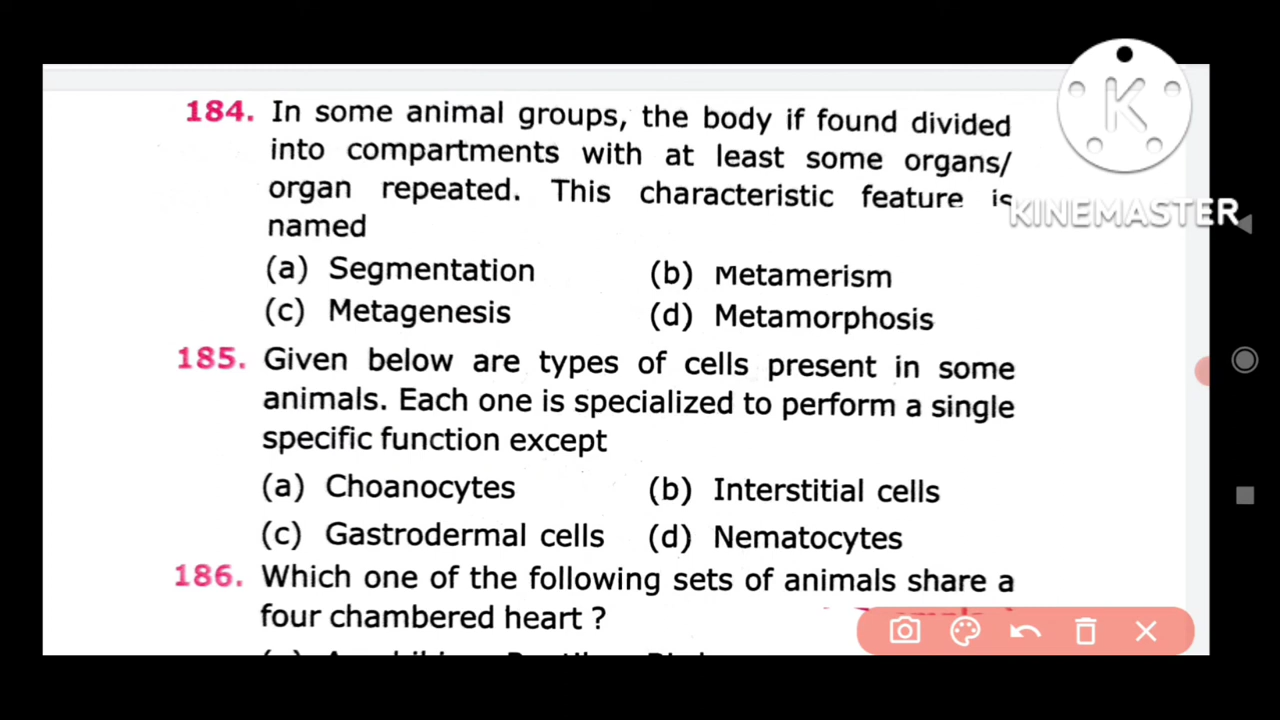 184. In some animal groups, the body if found divided
into compartments with at least some organs/
organ repeated. This characteristic feature is
named
(a) Segmentation (b) Metamerism
(c) Metagenesis (d) Metamorphosis
185. Given below are types of cells present in some
animals. Each one is specialized to perform a single
specific function except
(a) Choanocytes (b) Interstitial cells
(c) Gastrodermal cells (d) Nematocytes
186. Which one of the following sets of animals share a
four chambered heart ?
K
KINEMASTER